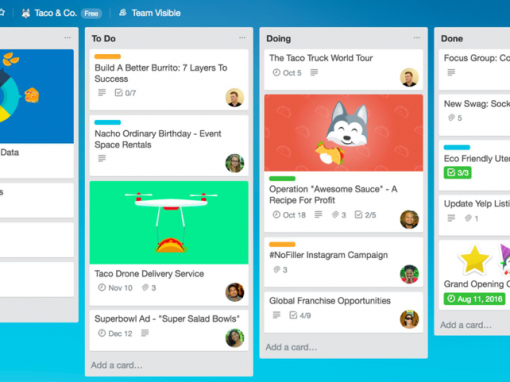 Taco & Co.
Free
Team Visible
Data
s
To Do
Build A Better Burrito: 7 Layers To
Success
0/7
Nacho Ordinary Birthday - Event
Space Rentals
Taco Drone Delivery Service
Nov 10
3
Superbowl Ad - "Super Salad Bowls"
Dec 12
Add a card…
Doing
The Taco Truck World Tour
Oct 5
Operation "Awesome Sauce" - A
Recipe For Profit
Oct 18
3
2/5
#NoFiller Instagram Campaign
3
Global Franchise Opportunities
4/9
Add a card…
Done
Focus Group: Co
New Swag: Sock
5
Eco Friendly Uten
3/3
Update Yelp Listi
1
Grand Opening C
Aug 11, 2016
Add a card…